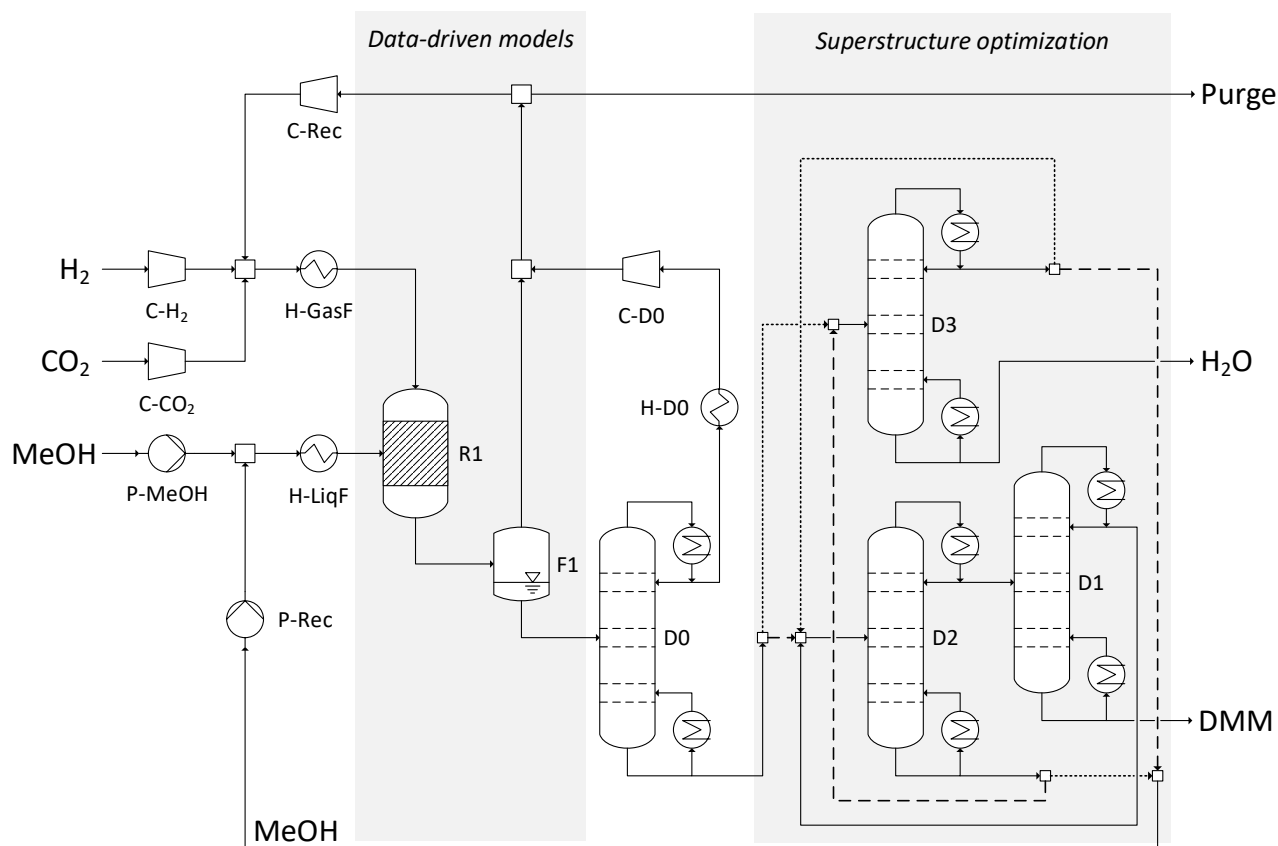 Data-driven models
Superstructure optimization
Purge
C-Rec
H₂
C-H₂
H-GasF
C-D0
D3
CO₂
C-CO₂
H₂O
H-D0
MeOH
P-MeOH
H-LiqF
R1
F1
D1
P-Rec
D0
D2
DMM
MeOH